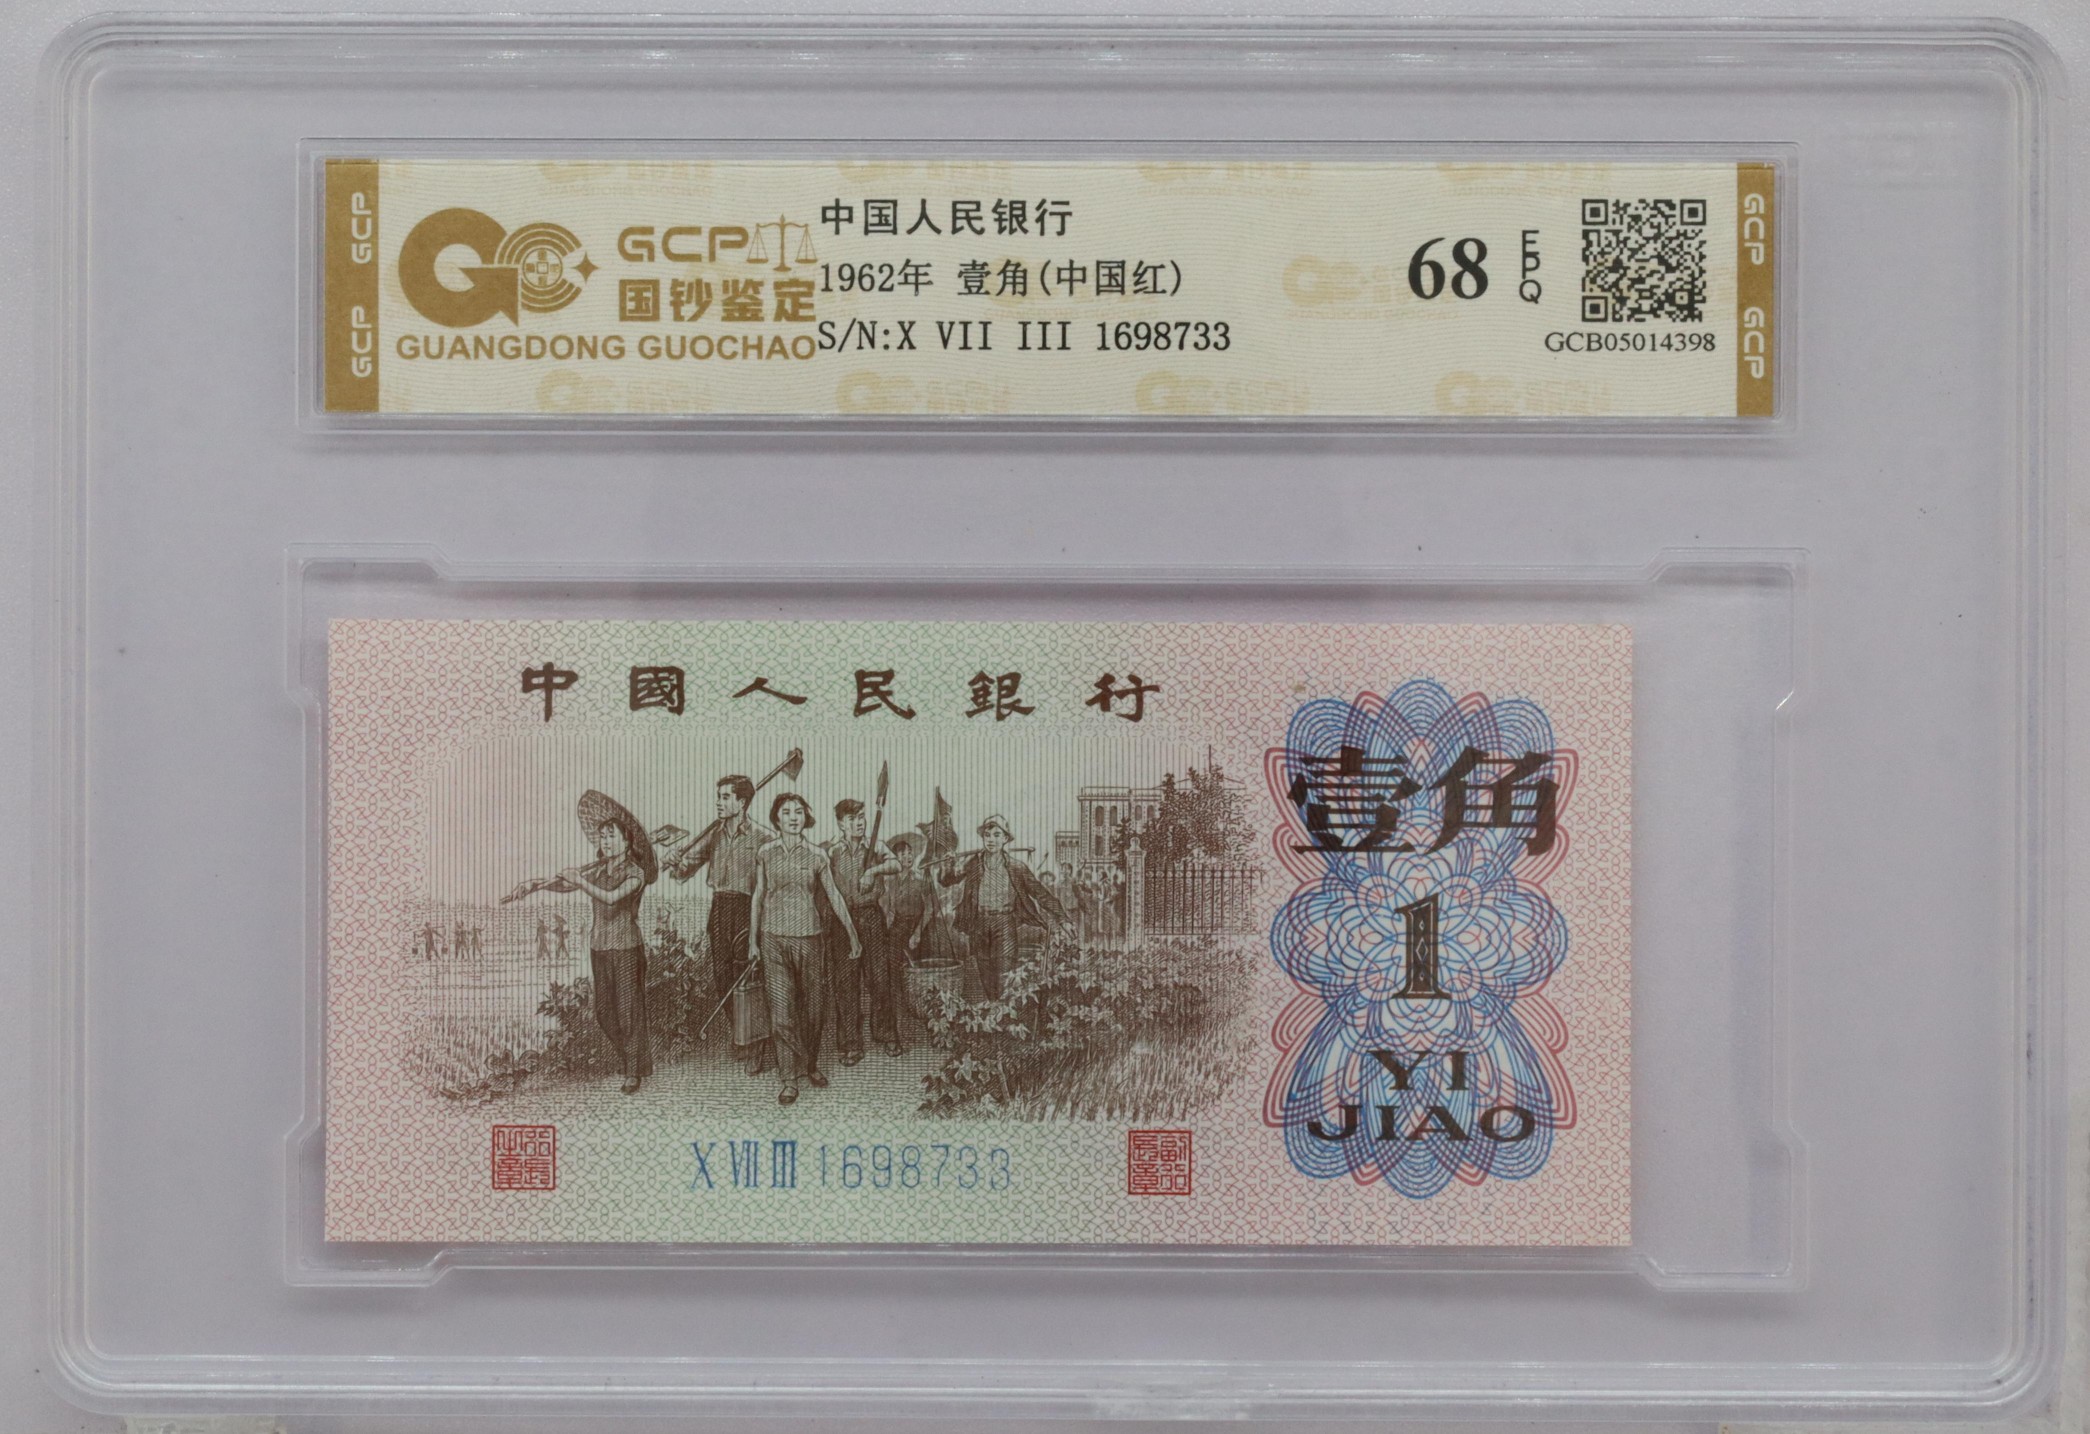 GCP
GCP
GCP
国钞鉴定
GUANGDONG GUOCHAO
中国人民银行
1962年 壹角(中国红)
S/N:X VII III 1698733
68 EPQ
GCB05014398
GCP
GCP
中國人民銀行
壹角
1
YI
JIAO
X VII III 1698733